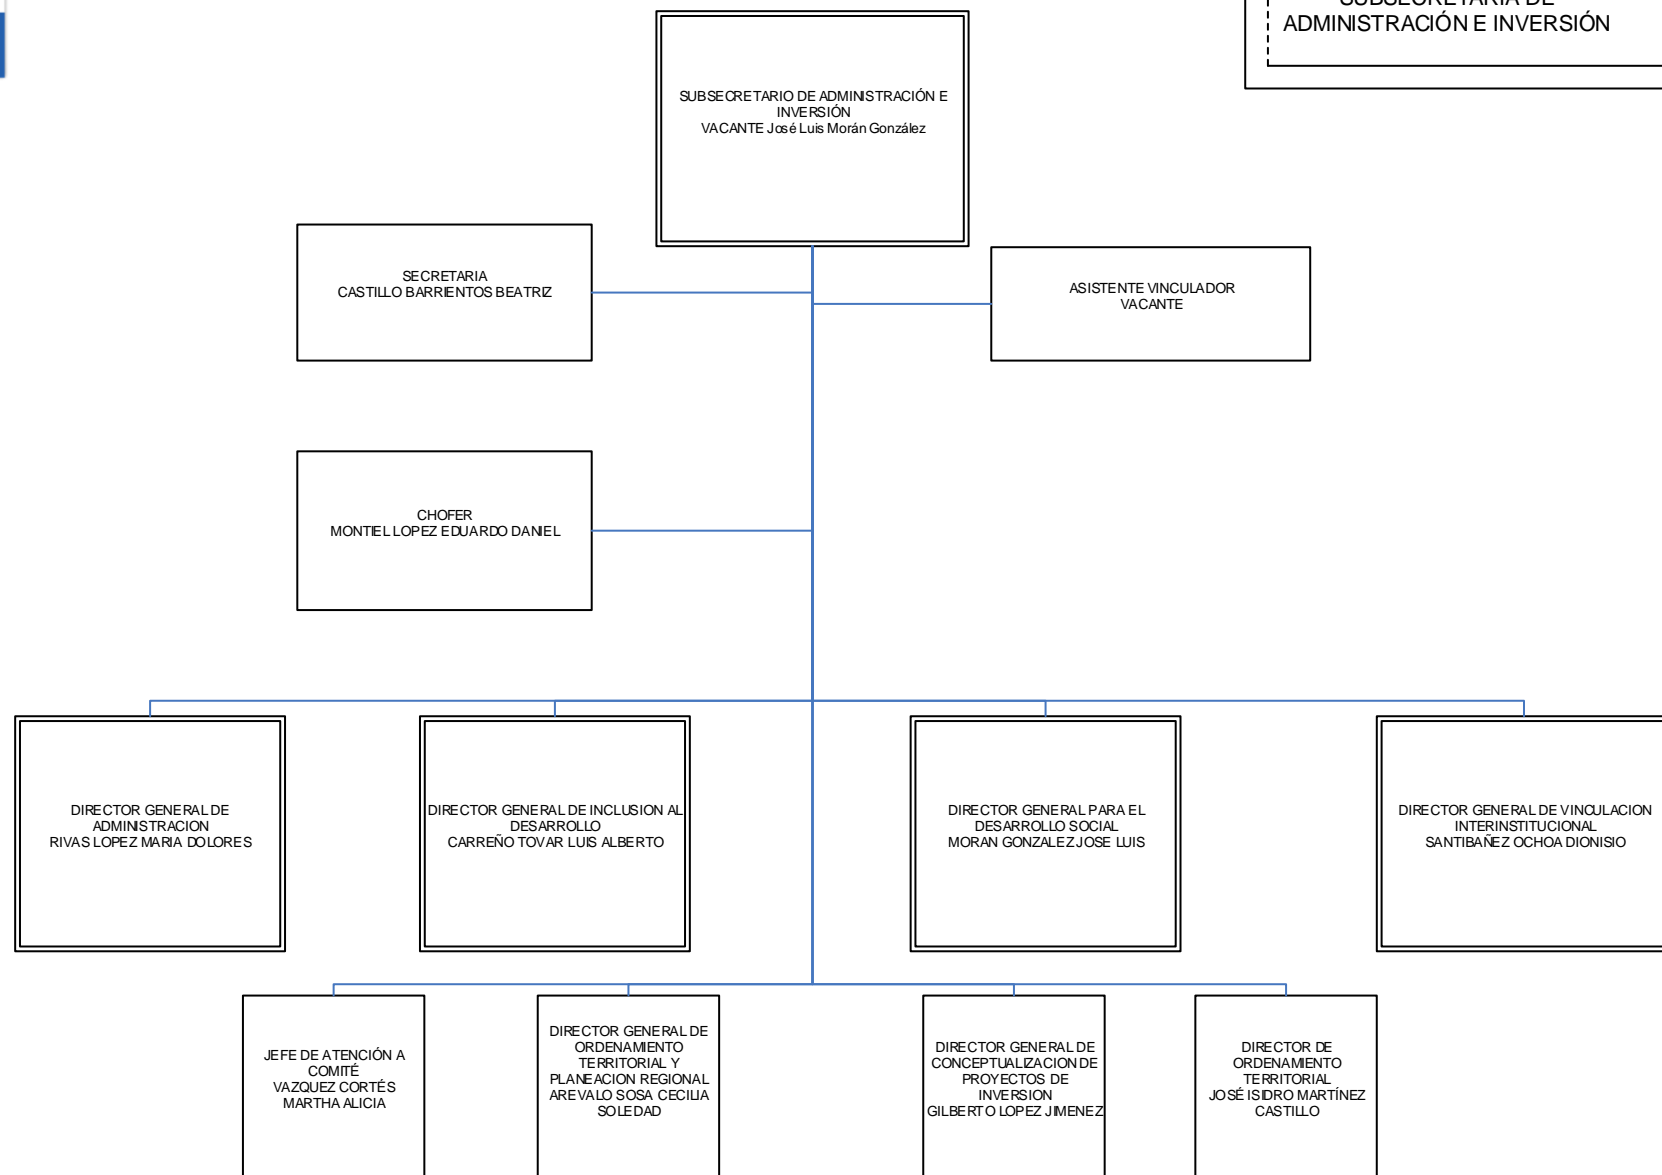 SUBSECRETARIA DE
ADMINISTRACIÓN E INVERSIÓN
SUBSECRETARIO DE ADMINISTRACIÓN E
INVERSIÓN
VACANTE José Luis Morán González
SECRETARIA
CASTILLO BARRIENTOS BEATRIZ
ASISTENTE VINCULADOR
VACANTE
CHOFER
MONTIEL LOPEZ EDUARDO DANIEL
DIRECTOR GENERAL DE
ADMINISTRACION
RIVAS LOPEZ MARIA DOLORES
DIRECTOR GENERAL DE INCLUSION AL
DESARROLLO
CARREÑO TOVAR LUIS ALBERTO
DIRECTOR GENERAL PARA EL
DESARROLLO SOCIAL
MORAN GONZALEZ JOSE LUIS
DIRECTOR GENERAL DE VINCULACION
INTERINSTITUCIONAL
SANTIBAÑEZ OCHOA DIONISIO
JEFE DE ATENCIÓN A
COMITÉ
VAZQUEZ CORTÉS
MARTHA ALICIA
DIRECTOR GENERAL DE
ORDENAMIENTO
TERRITORIAL Y
PLANEACION REGIONAL
AREVALO SOSA CECILIA
SOLEDAD
DIRECTOR GENERAL DE
CONCEPTUALIZACION DE
PROYECTOS DE
INVERSION
GILBERTO LOPEZ JIMENEZ
DIRECTOR DE
ORDENAMIENTO
TERRITORIAL
JOSÉ ISIDRO MARTÍNEZ
CASTILLO